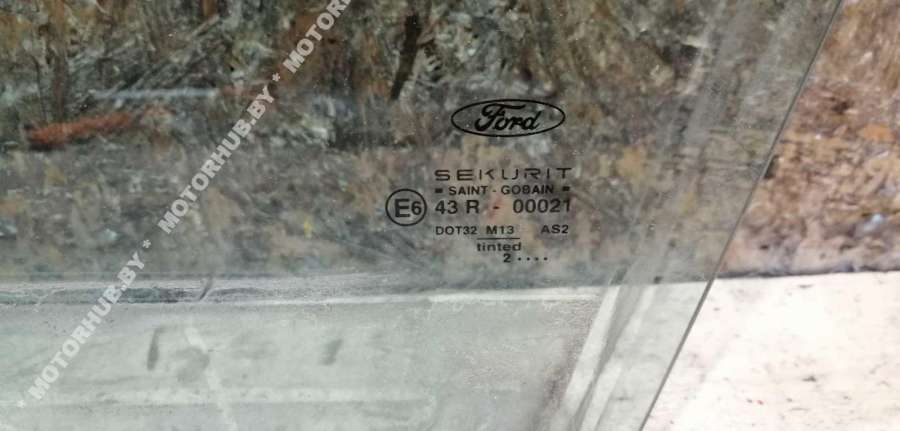 Ford
SEKURIT
= SAINT - GOBAIN =
E6 43 R - 00021
DOT32 M13 AS2
tinted
2 ....
* MOTORHUB.BY * MOTORHUB.BY * MOTORHUB.BY *